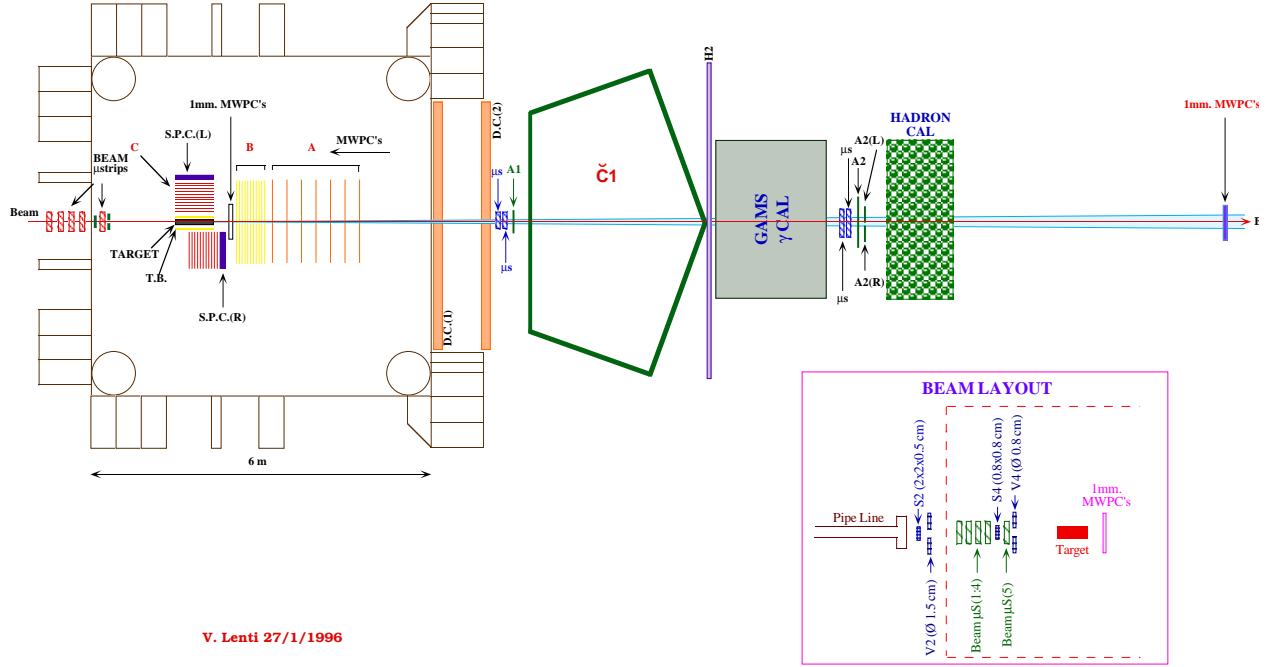 H2
1mm. MWPC's
1mm. MWPC's
D.C.(2)
HADRON
CAL
S.P.C.(L)
MWPC's
A2(L)
C
B
A
μs
A2
BEAM
μstrips
μs
A1
Č1
Beam
GAMS
γ CAL
TARGET
T.B.
μs
A2(R)
μs
S.P.C.(R)
D.C.(1)
6 m
BEAM LAYOUT
S2 (2x2x0.5 cm)
S4 (0.8x0.8 cm)
V4 (Ø 0.8 cm)
1mm.
MWPC's
Pipe Line
Target
V2 (Ø 1.5 cm)
Beam μS(1:4)
Beam μS(5)
V. Lenti 27/1/1996